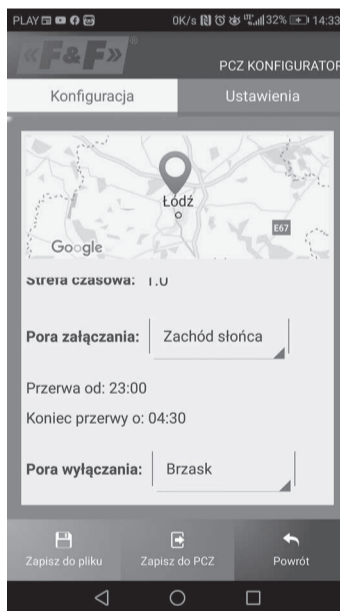 PLAY 0K/s 32% 14:33
«F&F»®
PCZ KONFIGURATOR
Konfiguracja Ustawienia
Łódź
E67
Google
Strefa czasowa: 1.0
Pora załączania: Zachód słońca
Przerwa od: 23:00
Koniec przerwy o: 04:30
Pora wyłączania: Brzask
Zapisz do pliku Zapisz do PCZ Powrót